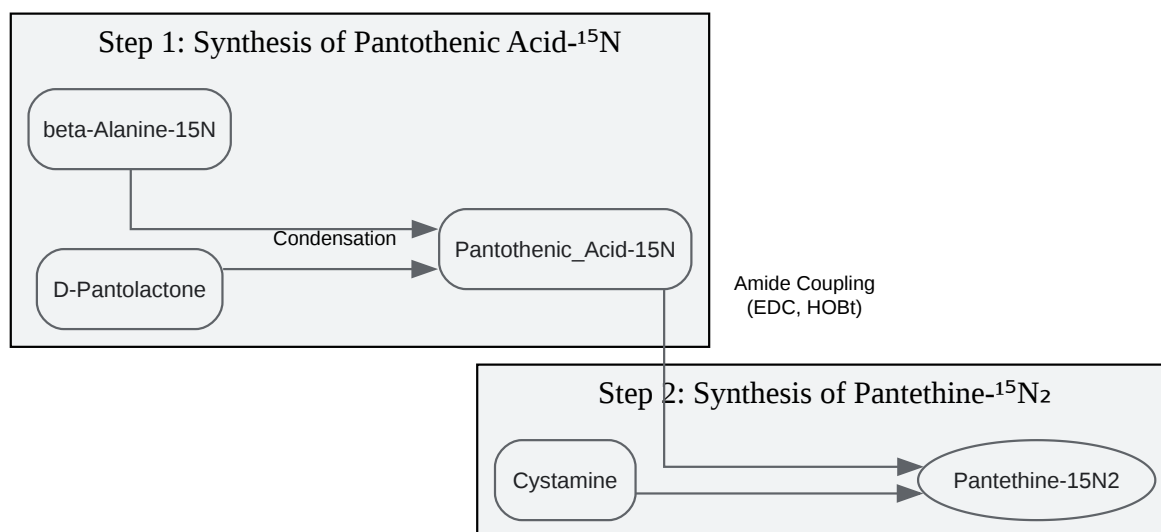 Step 1: Synthesis of Pantothenic Acid-¹⁵N
beta-Alanine-15N
Condensation
Pantothenic_Acid-15N
D-Pantolactone
Amide Coupling
(EDC, HOBt)
Step 2: Synthesis of Pantethine-¹⁵N₂
Cystamine
Pantethine-15N2